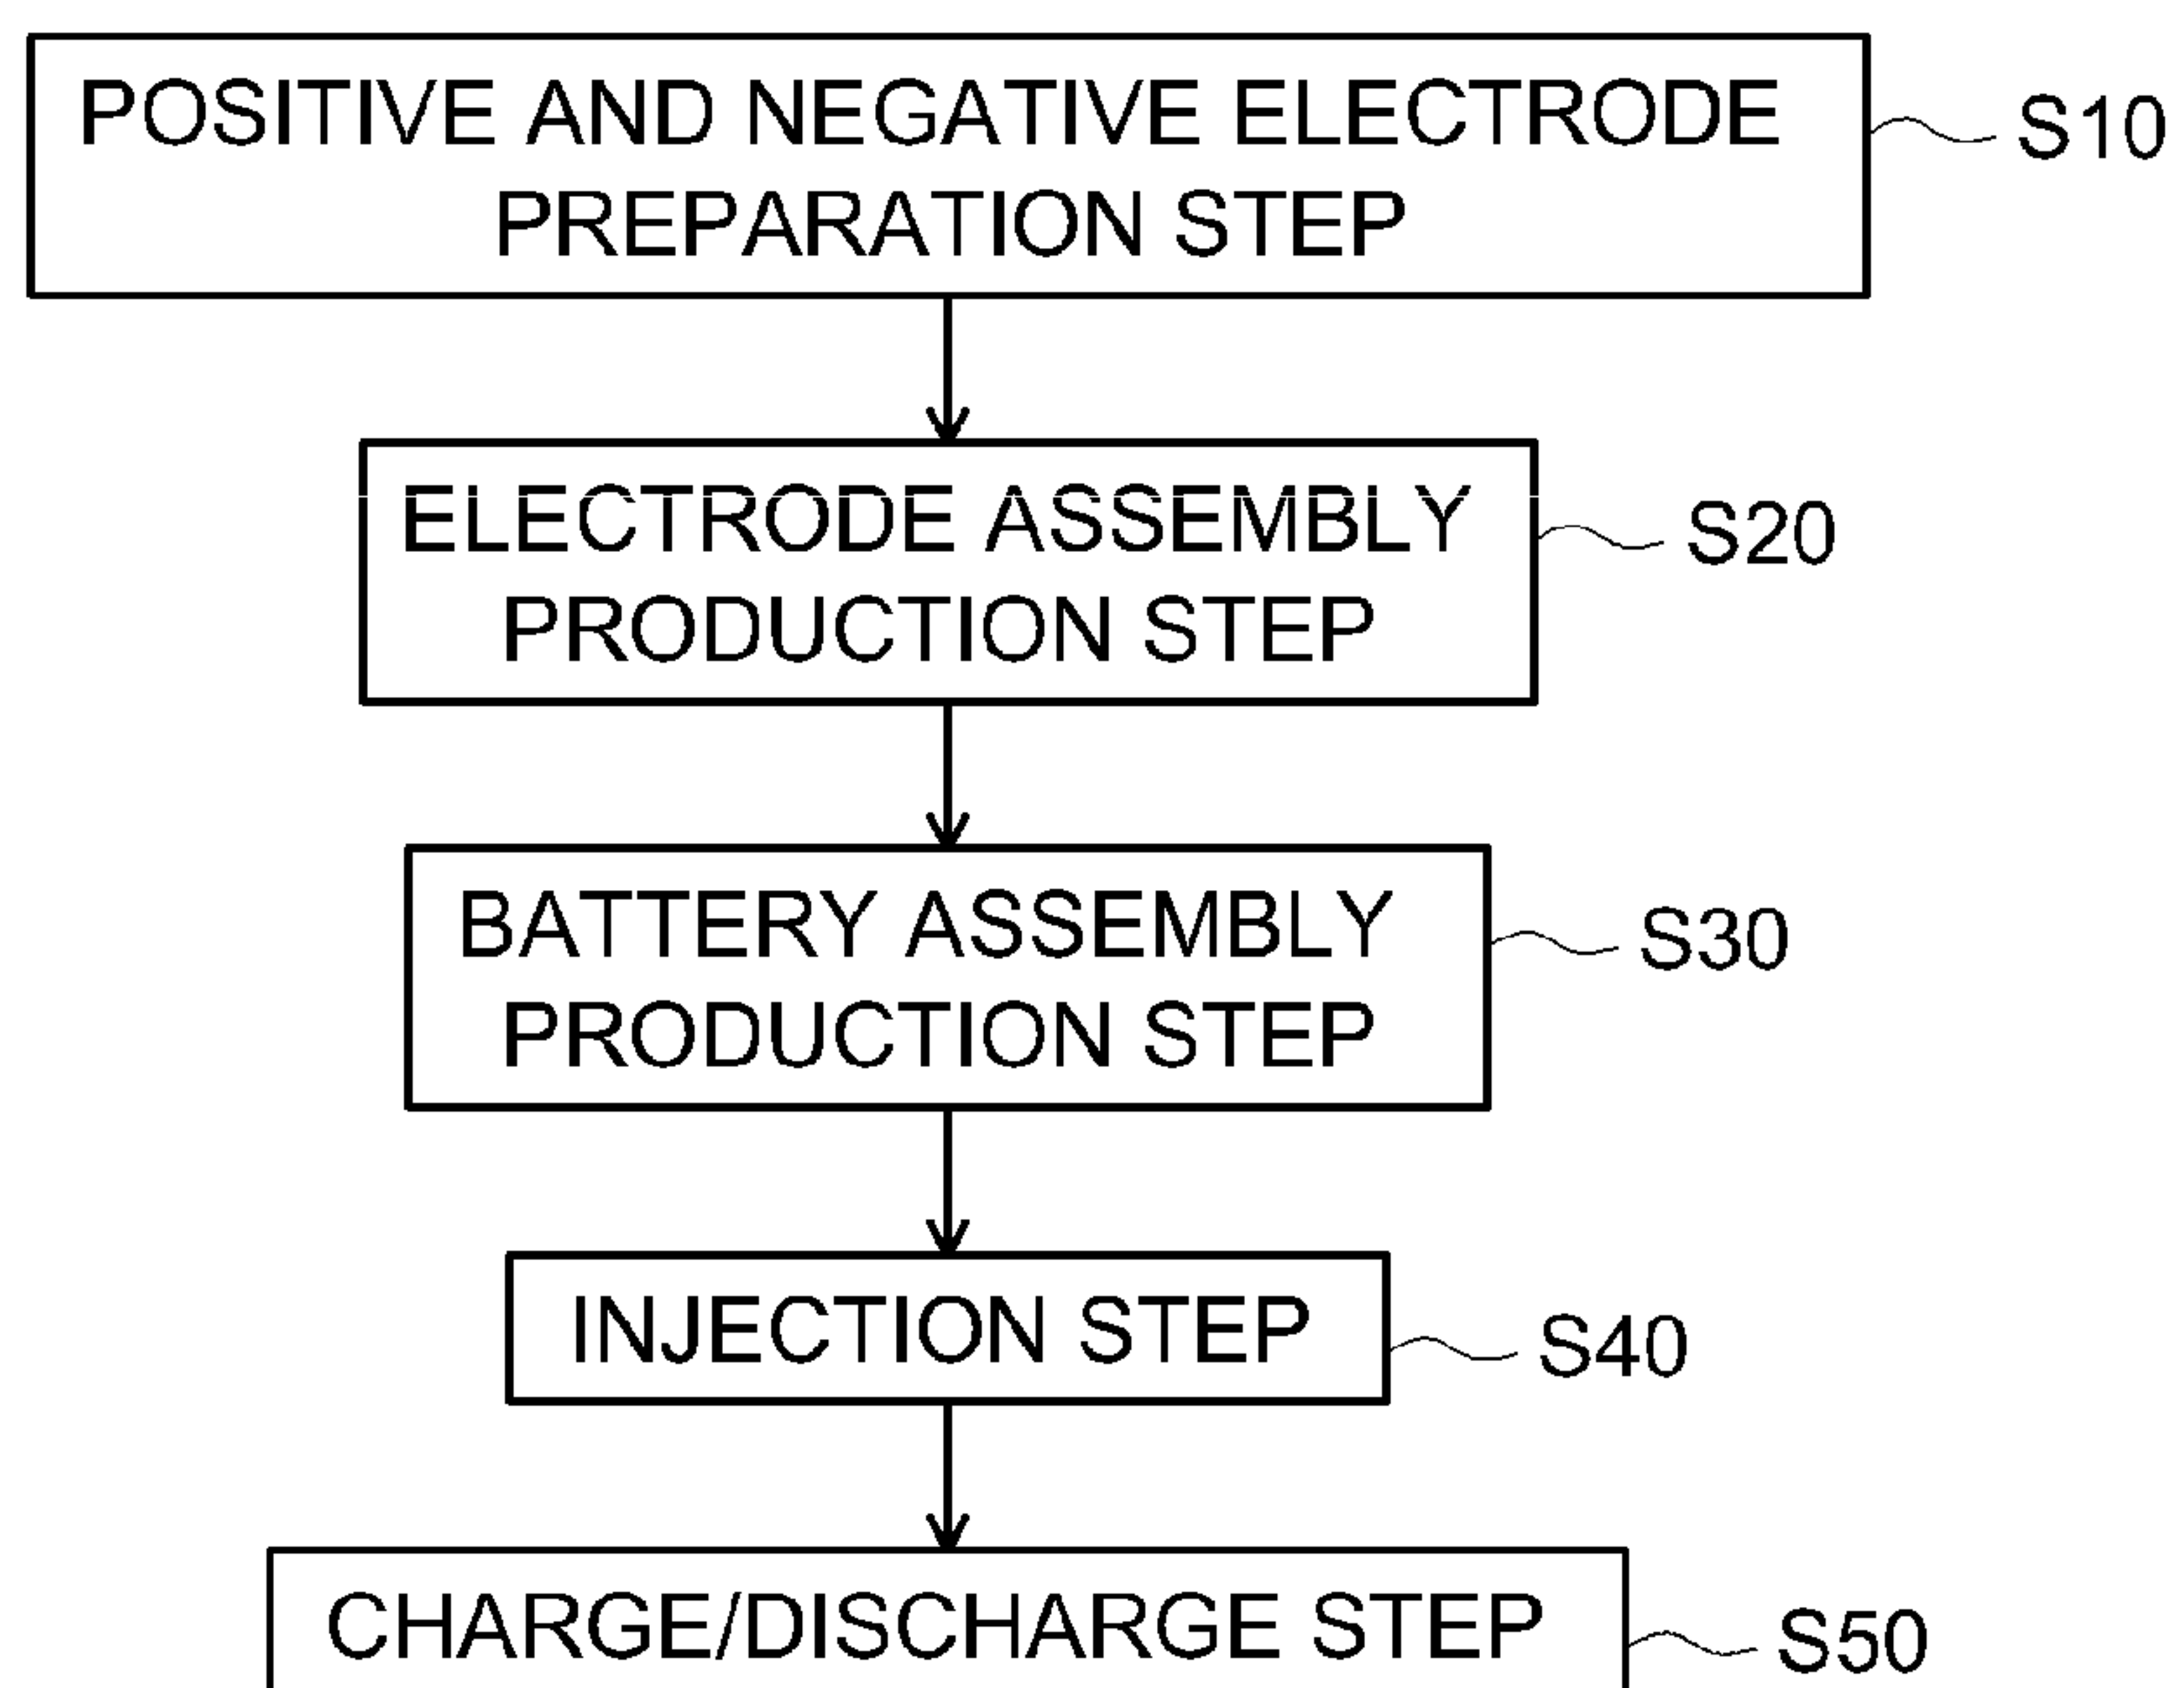 POSITIVE AND NEGATIVE ELECTRODE
PREPARATION STEP
S10
ELECTRODE ASSEMBLY
PRODUCTION STEP
S20
BATTERY ASSEMBLY
PRODUCTION STEP
S30
INJECTION STEP
S40
CHARGE/DISCHARGE STEP
S50